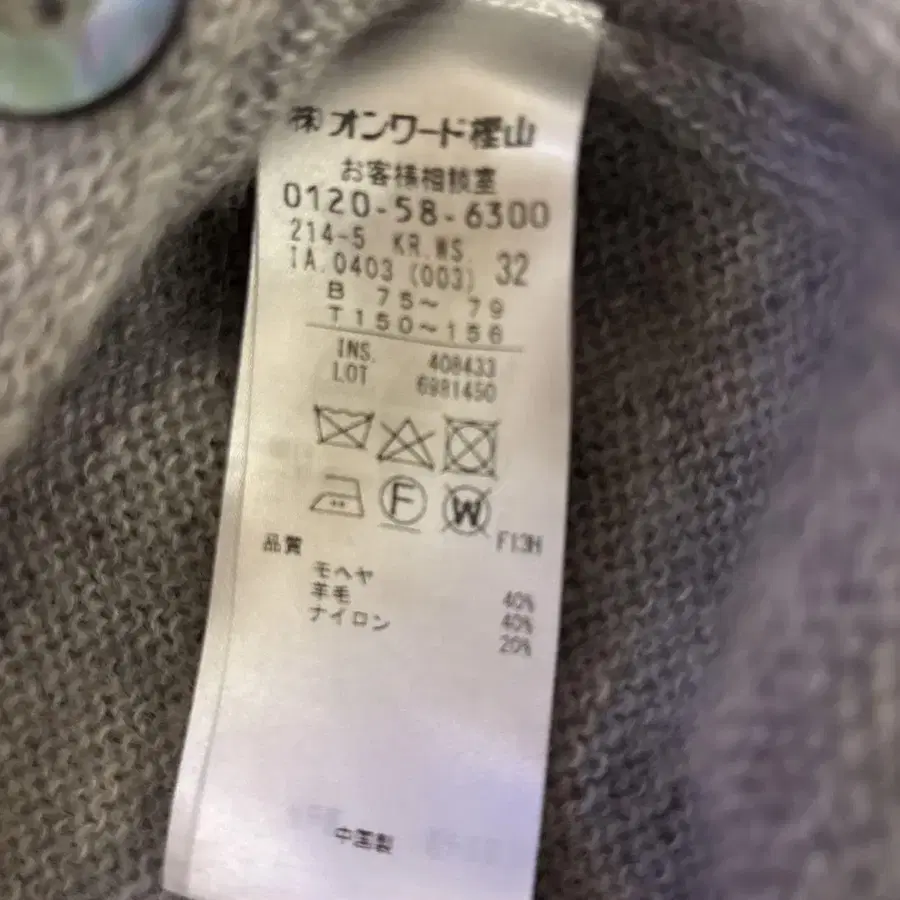 ㈱オンワード樫山
お客様相談室
0120-58-6300
214-5 KR.WS. 32
IA.0403 (003)
B 75～ 79
T150～156
INS. 408433
LOT 6981450
F
W
品質 F13H
モヘヤ 40%
羊毛 40%
ナイロン 20%
中国製